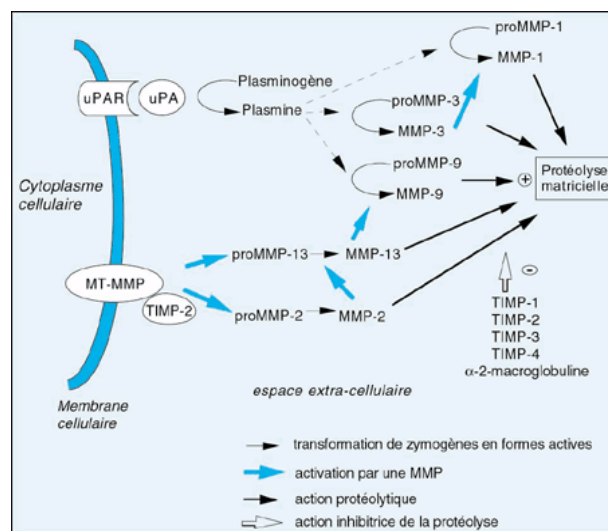 proMMP-1
MMP-1
uPAR
uPA
Plasminogène
Plasmine
proMMP-3
MMP-3
proMMP-9
MMP-9
+
Protéolyse
matricielle
Cytoplasme
cellulaire
proMMP-13
MMP-13
MT-MMP
TIMP-2
proMMP-2
MMP-2
−
TIMP-1
TIMP-2
TIMP-3
TIMP-4
α-2-macroglobuline
espace extra-cellulaire
Membrane
cellulaire
transformation de zymogènes en formes actives
activation par une MMP
action protéolytique
action inhibitrice de la protéolyse